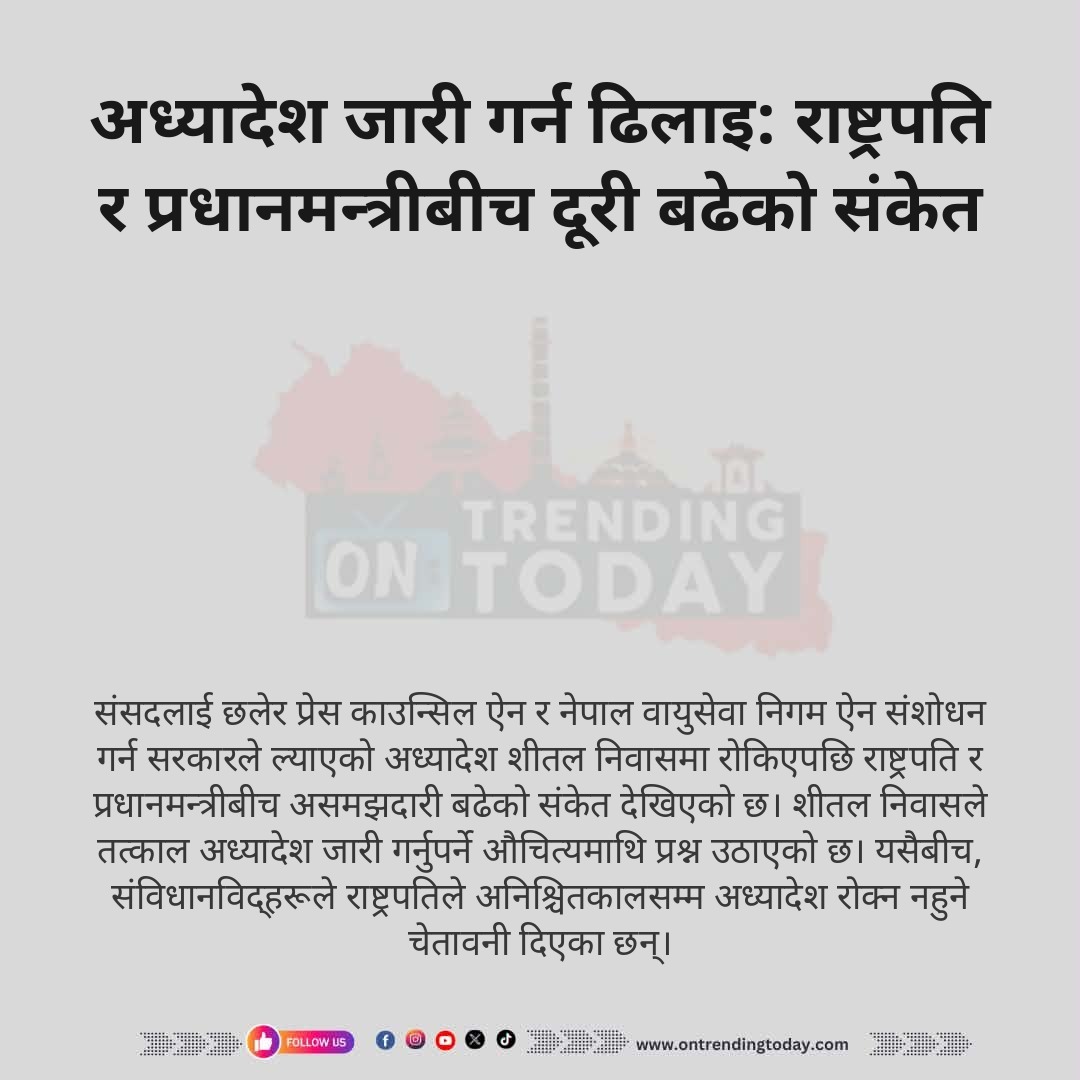 अध्यादेश जारी गर्न ढिलाइ: राष्ट्रपति
र प्रधानमन्त्रीबीच दूरी बढेको संकेत
TRENDING
ON TODAY
संसदलाई छलेर प्रेस काउन्सिल ऐन र नेपाल वायुसेवा निगम ऐन संशोधन
गर्न सरकारले ल्याएको अध्यादेश शीतल निवासमा रोकिएपछि राष्ट्रपति र
प्रधानमन्त्रीबीच असमझदारी बढेको संकेत देखिएको छ। शीतल निवासले
तत्काल अध्यादेश जारी गर्नुपर्ने औचित्यमाथि प्रश्न उठाएको छ। यसैबीच,
संविधानविद्हरूले राष्ट्रपतिले अनिश्चितकालसम्म अध्यादेश रोक्न नहुने
चेतावनी दिएका छन्।
FOLLOW US www.ontrendingtoday.com